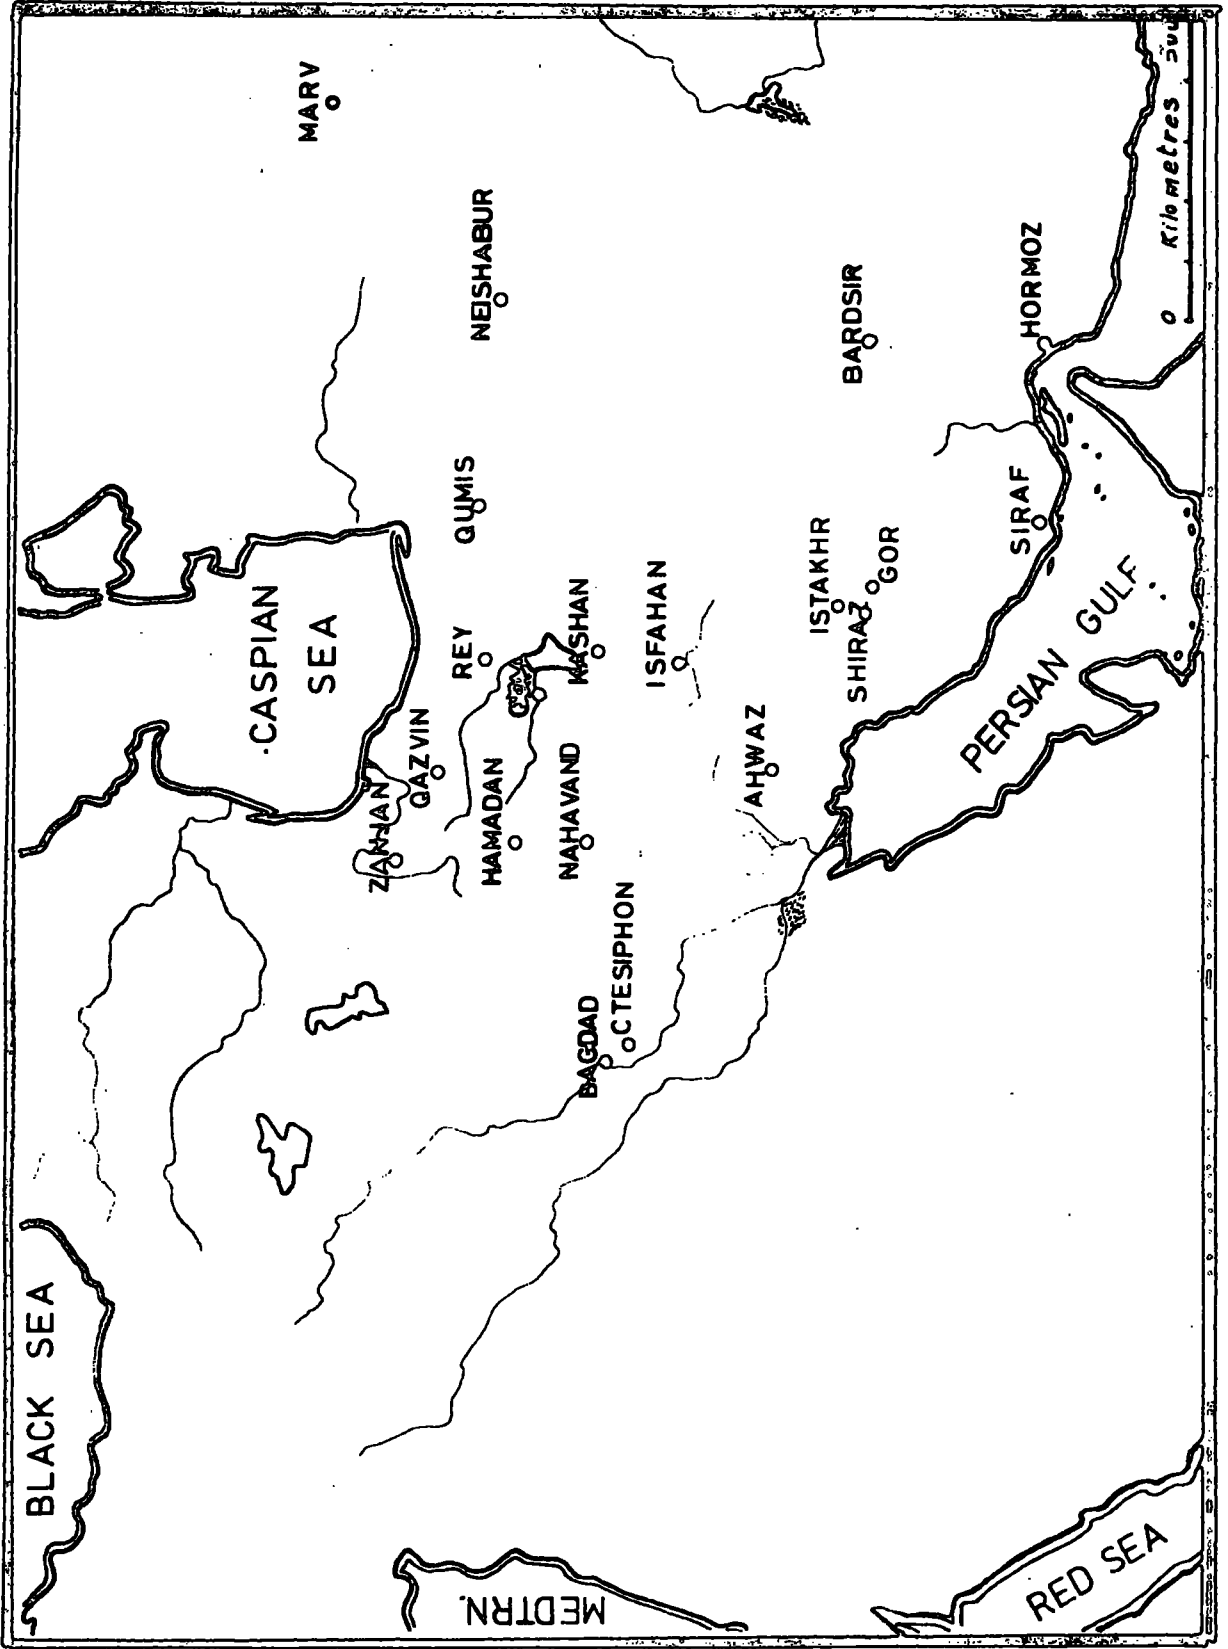 BLACK SEA
CASPIAN
SEA
MARV
ZANJAN
QAZVIN
REY
QUMIS
NEISHABUR
HAMADAN
NAHAVAND
KASHAN
MEDTRN.
BAGDAD
CTESIPHON
ISFAHAN
AHWAZ
ISTAKHR
SHIRAZ
GOR
BARDSIR
SIRAF
HORMOZ
PERSIAN GULF
RED SEA
0 Kilometres